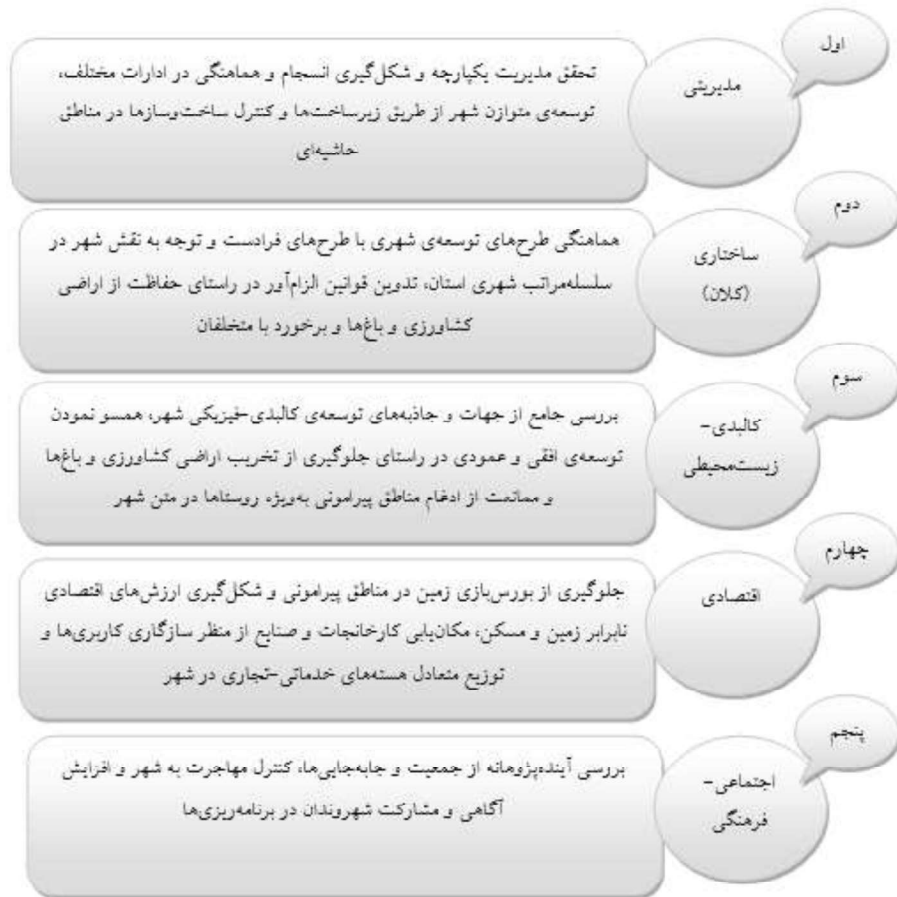 اول
مدیریتی
تحقق مدیریت یکپارچه و شکل‌گیری انسجام و هماهنگی در ادارات مختلف،
توسعه‌ی متوازن شهر از طریق زیرساخت‌ها و کنترل ساخت‌وسازها در مناطق
حاشیه‌ای
دوم
ساختاری
(کلان)
هماهنگی طرح‌های توسعه‌ی شهری با طرح‌های فرادست و توجه به نقش شهر در
سلسله‌مراتب شهری استان، تدوین قوانین الزام‌آور در راستای حفاظت از اراضی
کشاورزی و باغ‌ها و برخورد با متخلفان
سوم
کالبدی-
زیست‌محیطی
بررسی جامع از جهات و جاذبه‌های توسعه‌ی کالبدی-فیزیکی شهر، همسو نمودن
توسعه‌ی افقی و عمودی در راستای جلوگیری از تخریب اراضی کشاورزی و باغ‌ها
و ممانعت از ادغام مناطق پیرامونی به‌ویژه روستاها در متن شهر
چهارم
اقتصادی
جلوگیری از بورس‌بازی زمین در مناطق پیرامونی و شکل‌گیری ارزش‌های اقتصادی
نابرابر زمین و مسکن، مکان‌یابی کارخانجات و صنایع از منظر سازگاری کاربری‌ها و
توزیع متعادل هسته‌های خدماتی-تجاری در شهر
پنجم
اجتماعی-
فرهنگی
بررسی آینده‌پژوهانه از جمعیت و جابه‌جایی‌ها، کنترل مهاجرت به شهر و افزایش
آگاهی و مشارکت شهروندان در برنامه‌ریزی‌ها